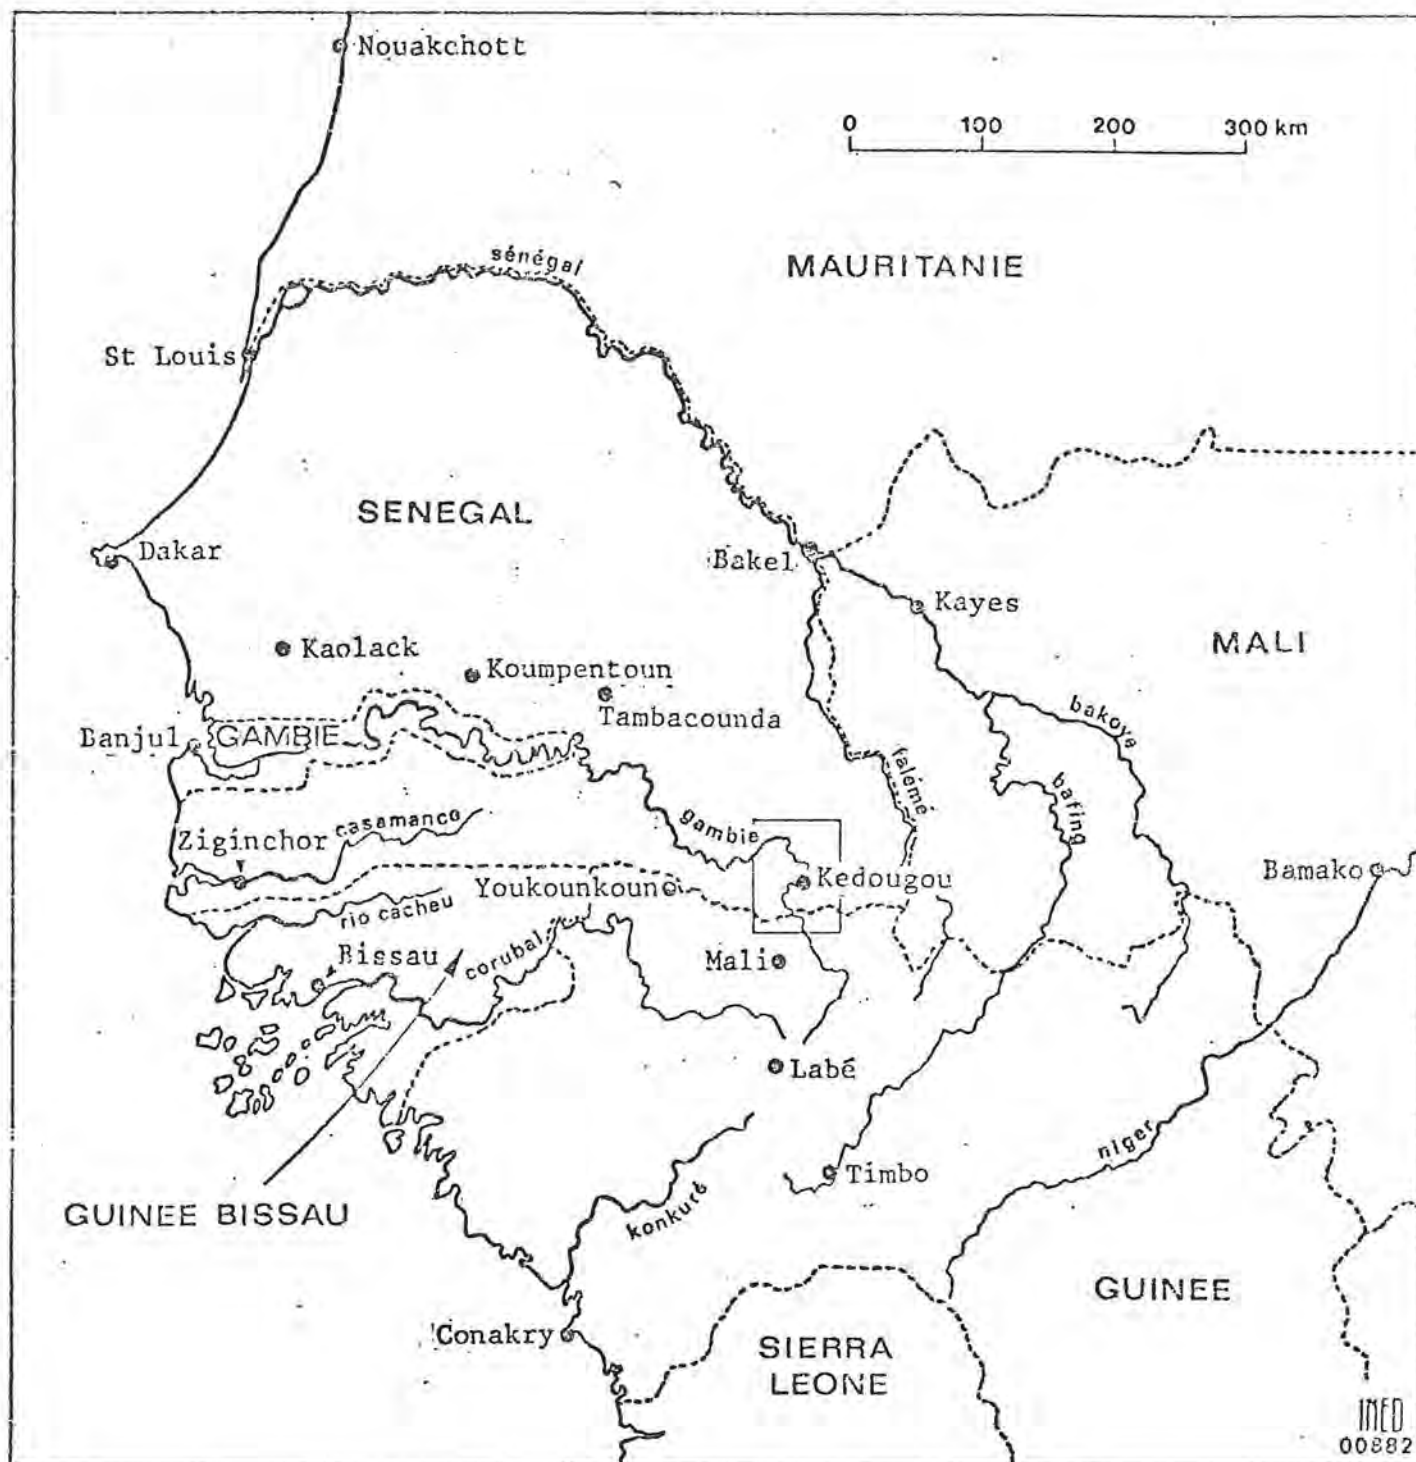 Nouakchott
0 100 200 300 km
sénégal
MAURITANIE
St Louis
SENEGAL
Dakar
Bakel
Kayes
MALI
Kaolack
Koumpentoun
Tambacounda
Banjul
GAMBIE
bakoye
falémé
bafing
gambie
casamance
Ziginchor
Youkounkoun
Kedougou
Bamako
rio cacheu
Bissau
corubal
Mali
Labé
niger
Timbo
konkuré
GUINEE BISSAU
GUINEE
Conakry
SIERRA
LEONE
INED
00882